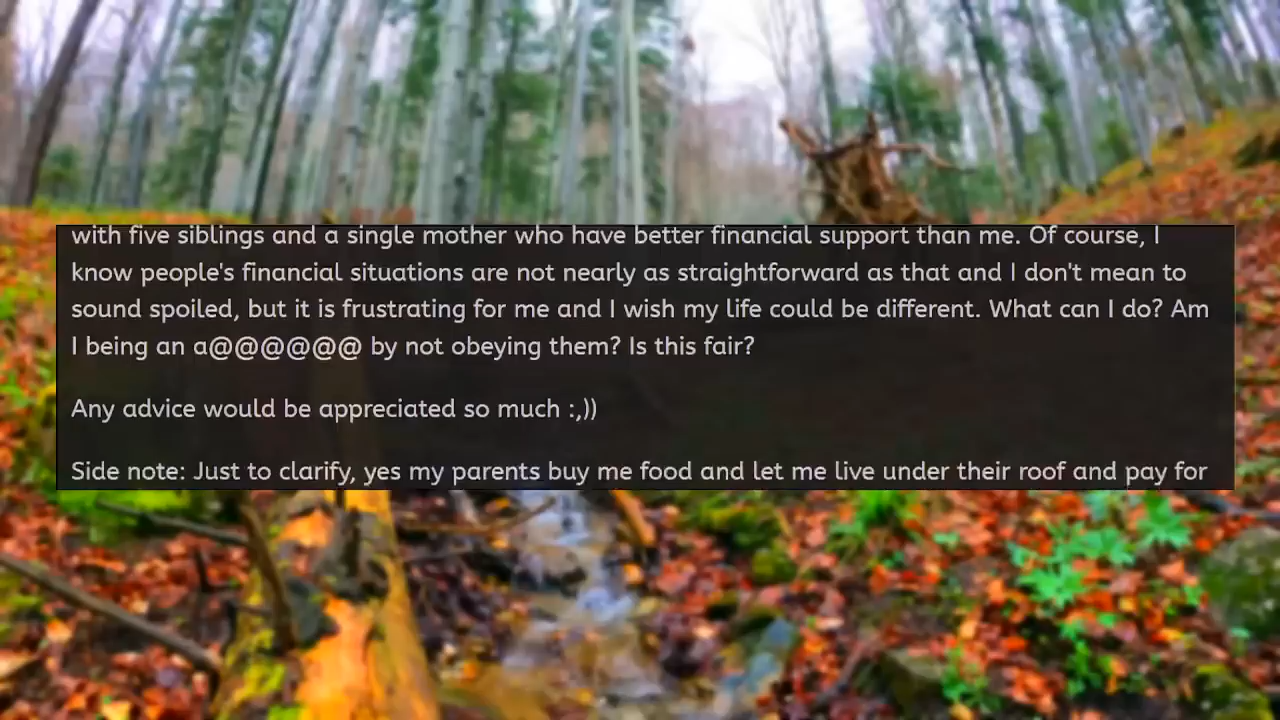 with five siblings and a single mother who have better financial support than me. Of course, I
know people's financial situations are not nearly as straightforward as that and I don't mean to
sound spoiled, but it is frustrating for me and I wish my life could be different. What can I do? Am
I being an a@@@@@@ by not obeying them? Is this fair?
Any advice would be appreciated so much :,))
Side note: Just to clarify, yes my parents buy me food and let me live under their roof and pay for